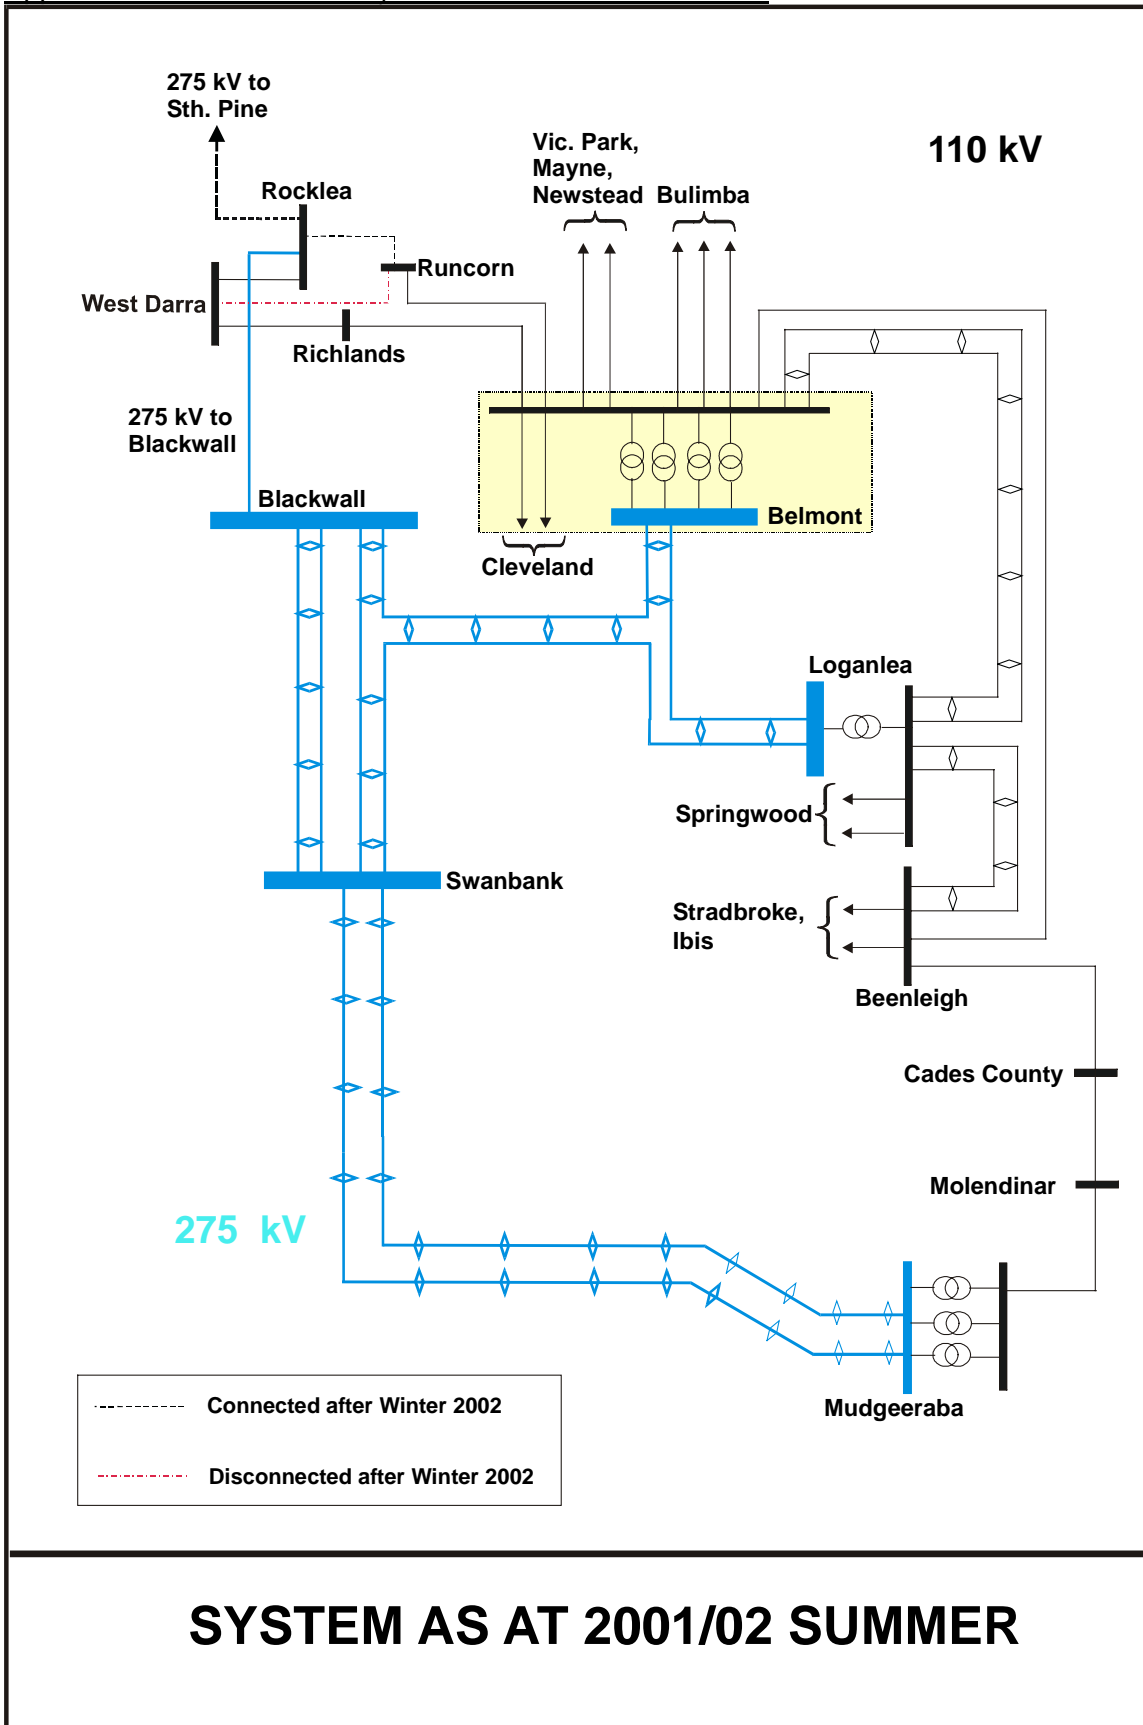 275 kV to
Sth. Pine
Vic. Park,
Mayne,
Newstead
Bulimba
110 kV
Rocklea
Runcorn
West Darra
Richlands
275 kV to
Blackwall
Blackwall
Belmont
Cleveland
Loganlea
Springwood
Swanbank
Stradbroke,
Ibis
Beenleigh
Cades County
Molendinar
275 kV
Mudgeeraba
Connected after Winter 2002
Disconnected after Winter 2002
SYSTEM AS AT 2001/02 SUMMER